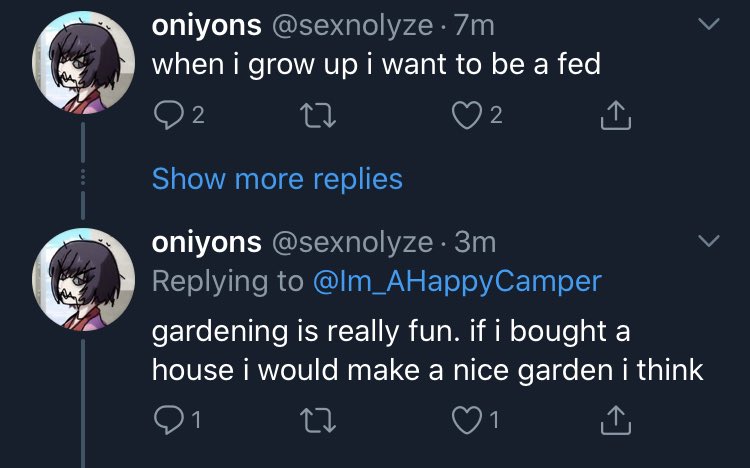 oniyons @sexnolyze · 7m
when i grow up i want to be a fed
2 2
Show more replies
oniyons @sexnolyze · 3m
Replying to @Im_AHappyCamper
gardening is really fun. if i bought a
house i would make a nice garden i think
1 1